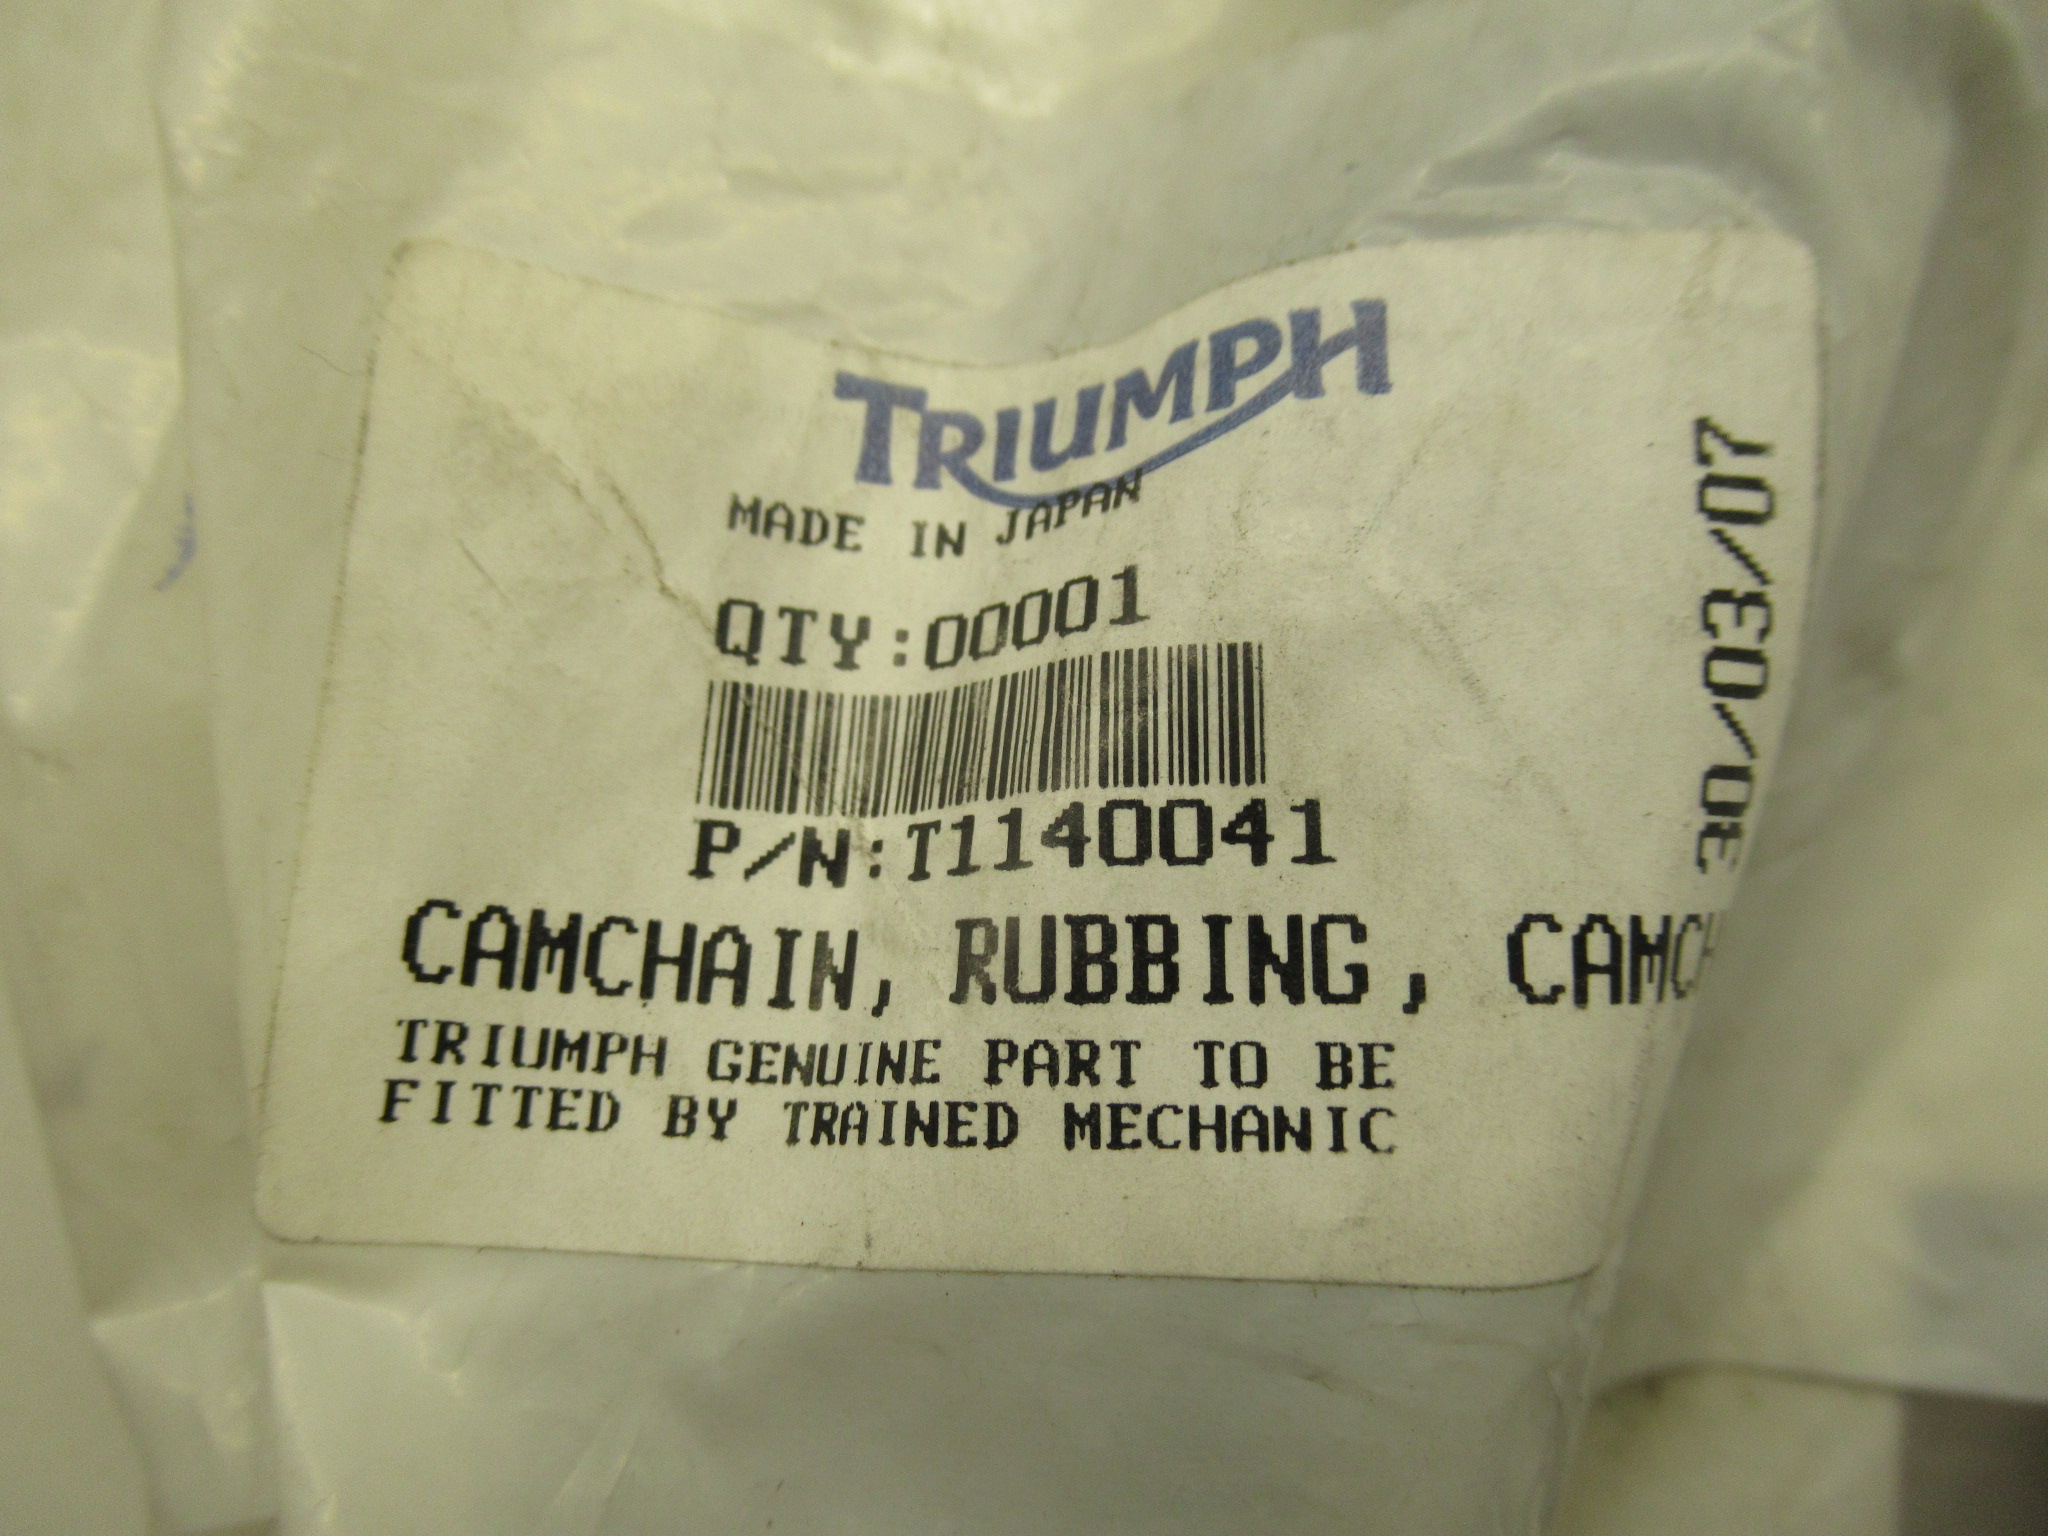 TRIUMPH
MADE IN JAPAN
QTY:00001
P/N:T1140041
CAMCHAIN, RUBBING, CAMCH
TRIUMPH GENUINE PART TO BE
FITTED BY TRAINED MECHANIC
30/03/07